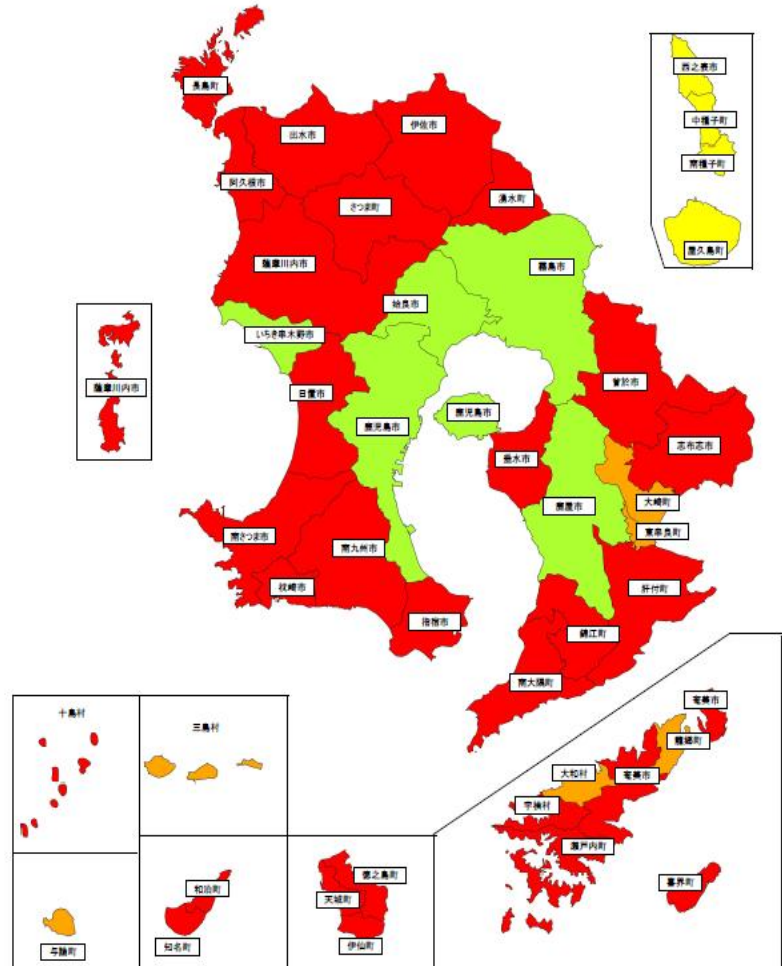 長島町
出水市
伊佐市
阿久根市
さつま町
湧水町
薩摩川内市
霧島市
姶良市
いちき串木野市
日置市
鹿児島市
鹿児島市
曽於市
志布志市
垂水市
鹿屋市
大崎町
東串良町
南さつま市
南九州市
枕崎市
指宿市
肝付町
錦江町
南大隅町
西之表市
中種子町
南種子町
屋久島町
薩摩川内市
十島村
三島村
与論町
和泊町
知名町
徳之島町
天城町
伊仙町
奄美市
龍郷町
大和村
奄美市
宇検村
瀬戸内町
喜界町